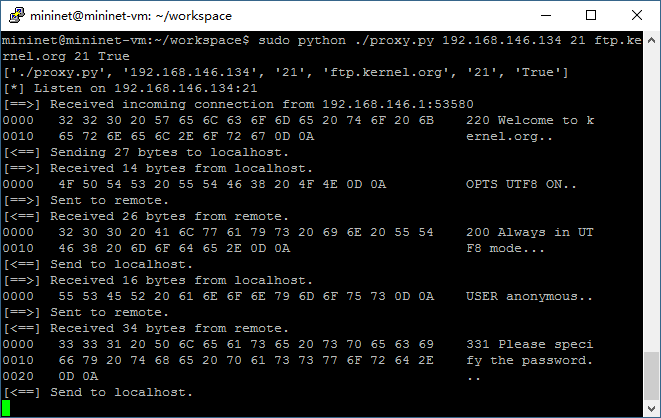 mininet@mininet-vm: ~/workspace
mininet@mininet-vm:~/workspace$ sudo python ./proxy.py 192.168.146.134 21 ftp.ke
rnel.org 21 True
['./proxy.py', '192.168.146.134', '21', 'ftp.kernel.org', '21', 'True']
[*] Listen on 192.168.146.134:21
[==>] Received incoming connection from 192.168.146.1:53580
0000   32 32 30 20 57 65 6C 63 6F 6D 65 20 74 6F 20 6B    220 Welcome to k
0010   65 72 6E 65 6C 2E 6F 72 67 0D 0A                   ernel.org..
[<==] Sending 27 bytes to localhost.
[==>] Received 14 bytes from localhost.
0000   4F 50 54 53 20 55 54 46 38 20 4F 4E 0D 0A          OPTS UTF8 ON..
[==>] Sent to remote.
[<==] Received 26 bytes from remote.
0000   32 30 30 20 41 6C 77 61 79 73 20 69 6E 20 55 54    200 Always in UT
0010   46 38 20 6D 6F 64 65 2E 0D 0A                      F8 mode...
[<==] Send to localhost.
[==>] Received 16 bytes from localhost.
0000   55 53 45 52 20 61 6E 6F 6E 79 6D 6F 75 73 0D 0A    USER anonymous..
[==>] Sent to remote.
[<==] Received 34 bytes from remote.
0000   33 33 31 20 50 6C 65 61 73 65 20 73 70 65 63 69    331 Please speci
0010   66 79 20 74 68 65 20 70 61 73 73 77 6F 72 64 2E    fy the password.
0020   0D 0A                                              ..
[<==] Send to localhost.